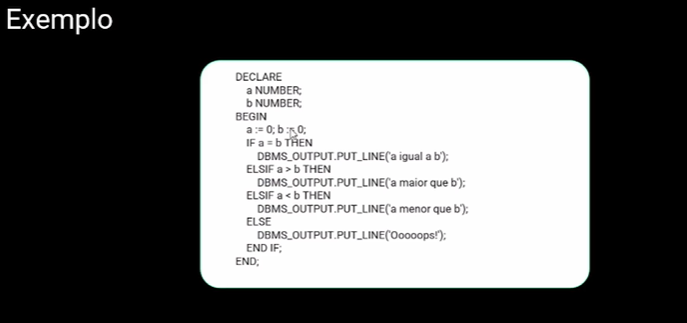 Exemplo
DECLARE
a NUMBER;
b NUMBER;
BEGIN
a := 0; b := 0;
IF a = b THEN
DBMS_OUTPUT.PUT_LINE('a igual a b');
ELSIF a > b THEN
DBMS_OUTPUT.PUT_LINE('a maior que b');
ELSIF a < b THEN
DBMS_OUTPUT.PUT_LINE('a menor que b');
ELSE
DBMS_OUTPUT.PUT_LINE('Ooooops!');
END IF;
END;